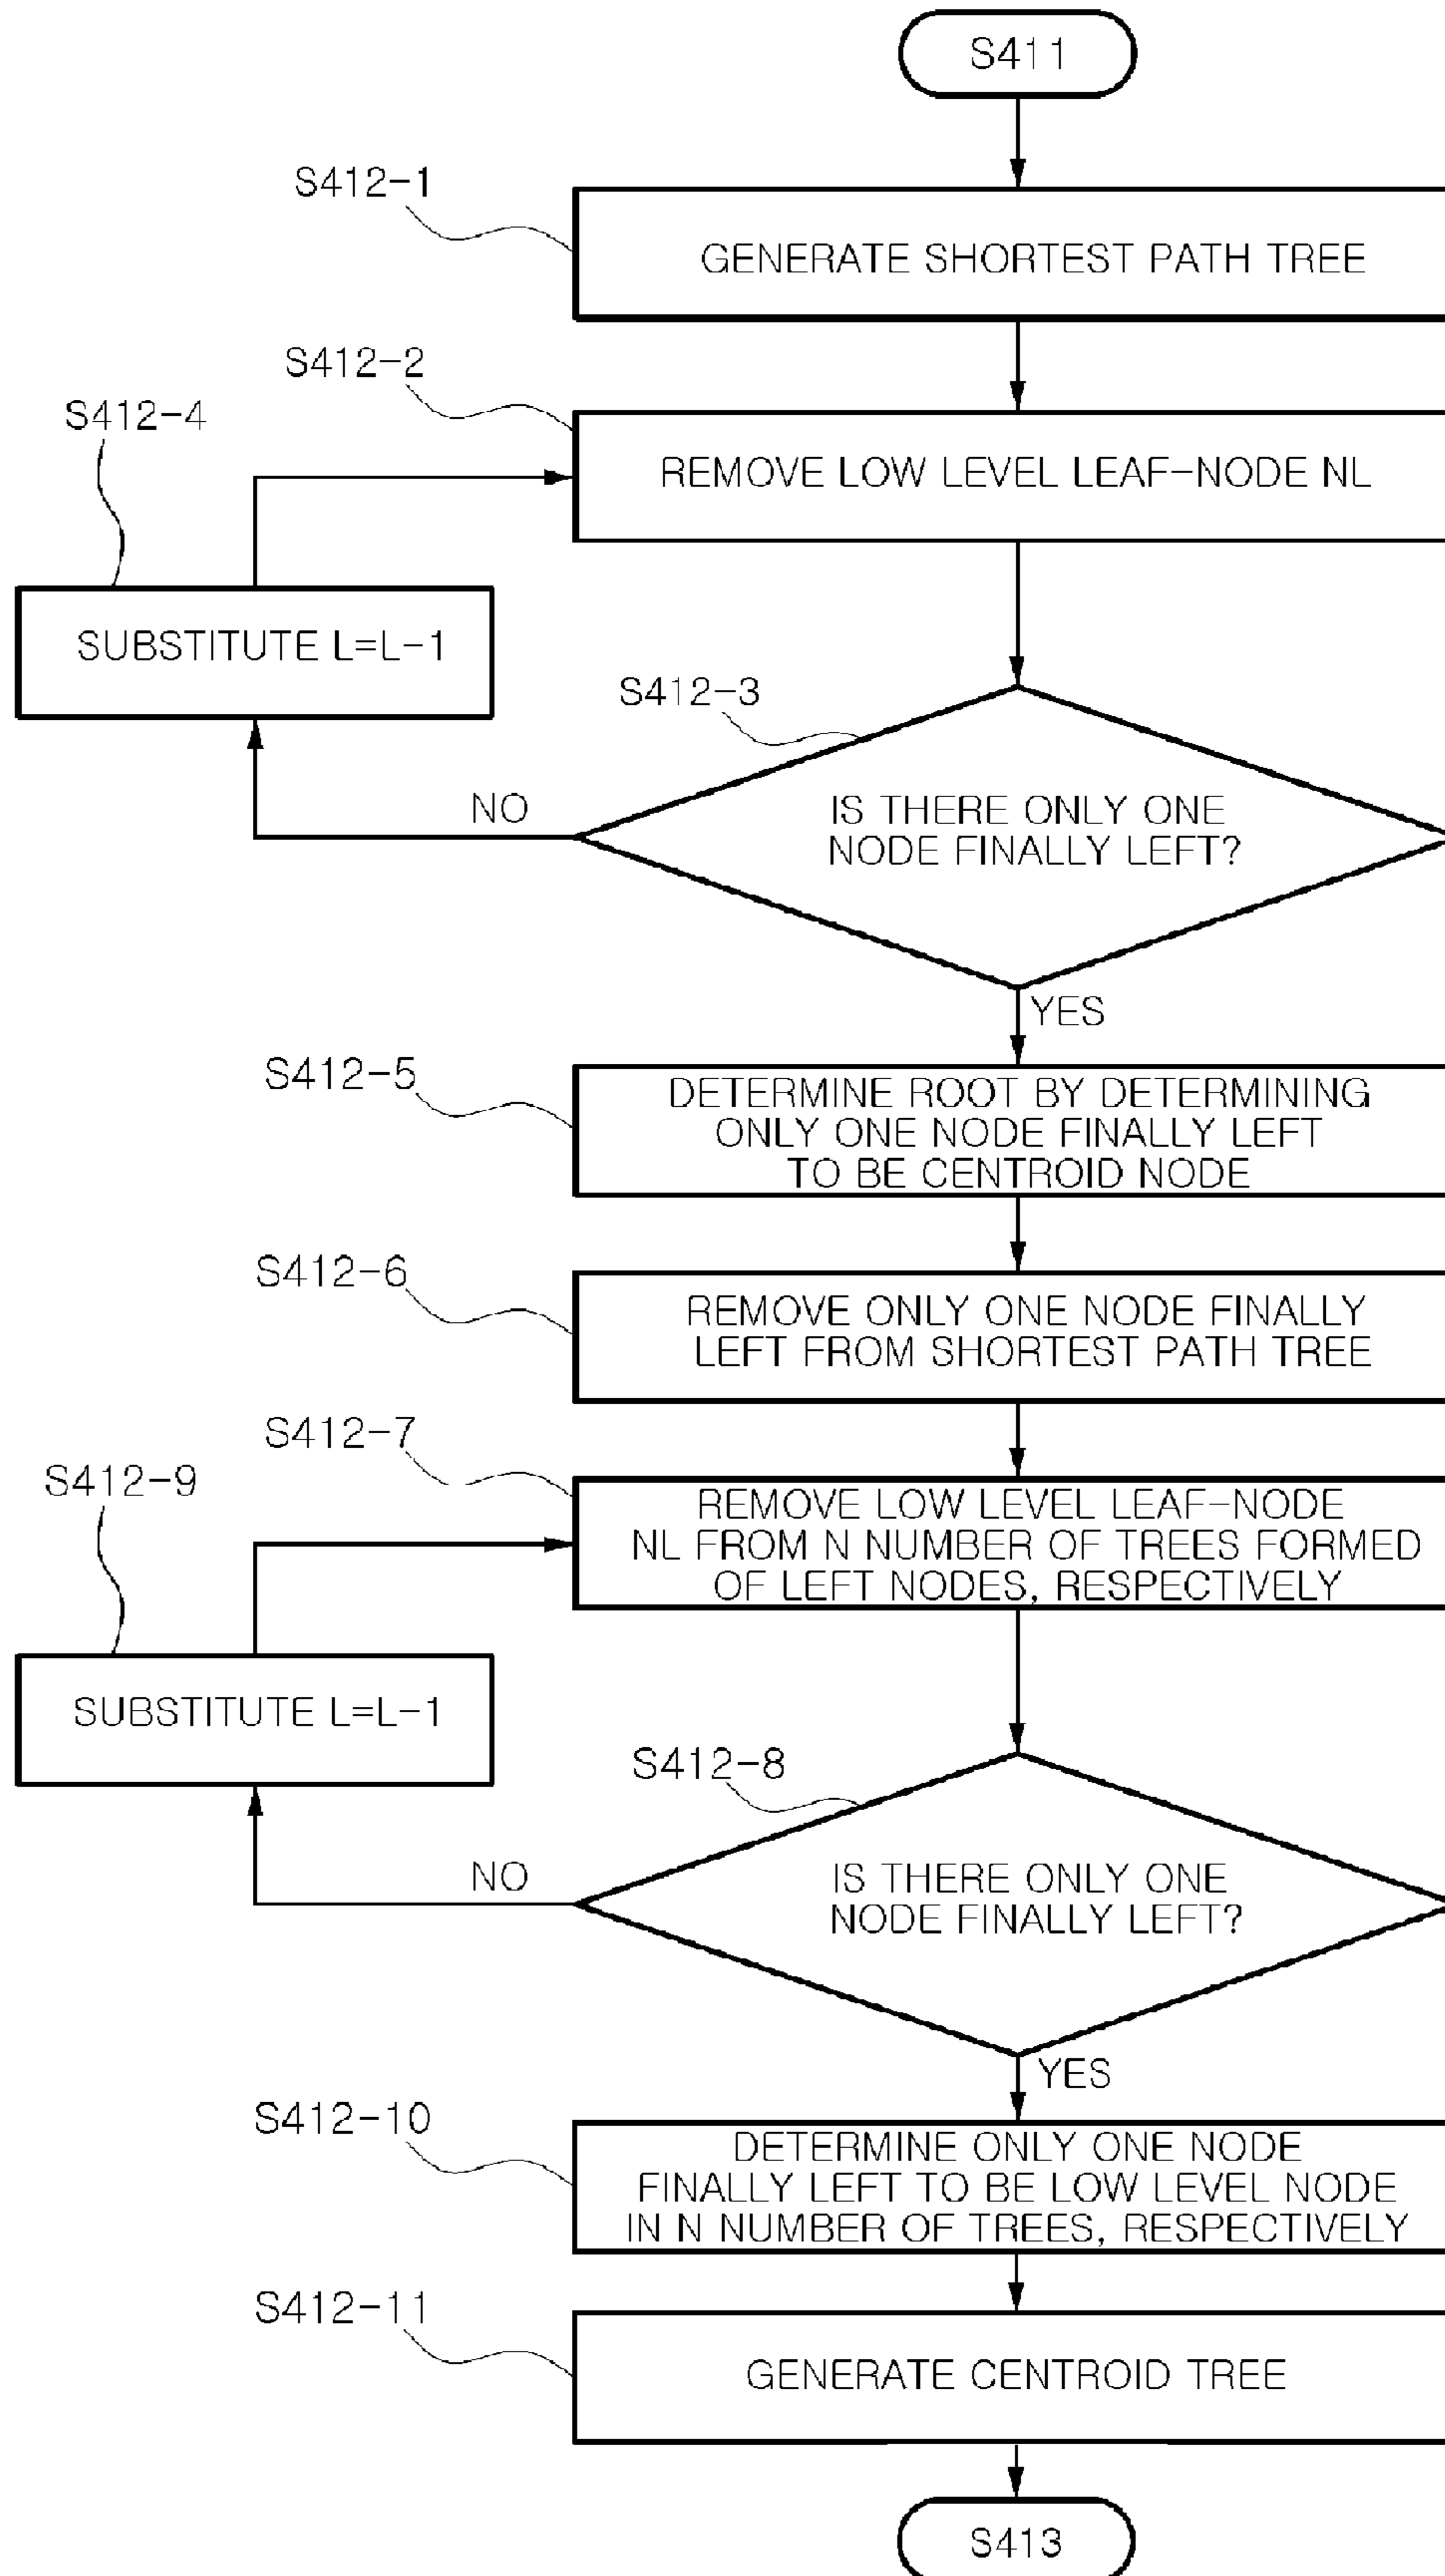 S411
S412-1
GENERATE SHORTEST PATH TREE
S412-2
REMOVE LOW LEVEL LEAF-NODE NL
S412-4
SUBSTITUTE L=L-1
S412-3
IS THERE ONLY ONE
NODE FINALLY LEFT?
NO
YES
S412-5
DETERMINE ROOT BY DETERMINING
ONLY ONE NODE FINALLY LEFT
TO BE CENTROID NODE
S412-6
REMOVE ONLY ONE NODE FINALLY
LEFT FROM SHORTEST PATH TREE
S412-7
REMOVE LOW LEVEL LEAF-NODE
NL FROM N NUMBER OF TREES FORMED
OF LEFT NODES, RESPECTIVELY
S412-9
SUBSTITUTE L=L-1
S412-8
IS THERE ONLY ONE
NODE FINALLY LEFT?
NO
YES
S412-10
DETERMINE ONLY ONE NODE
FINALLY LEFT TO BE LOW LEVEL NODE
IN N NUMBER OF TREES, RESPECTIVELY
S412-11
GENERATE CENTROID TREE
S413